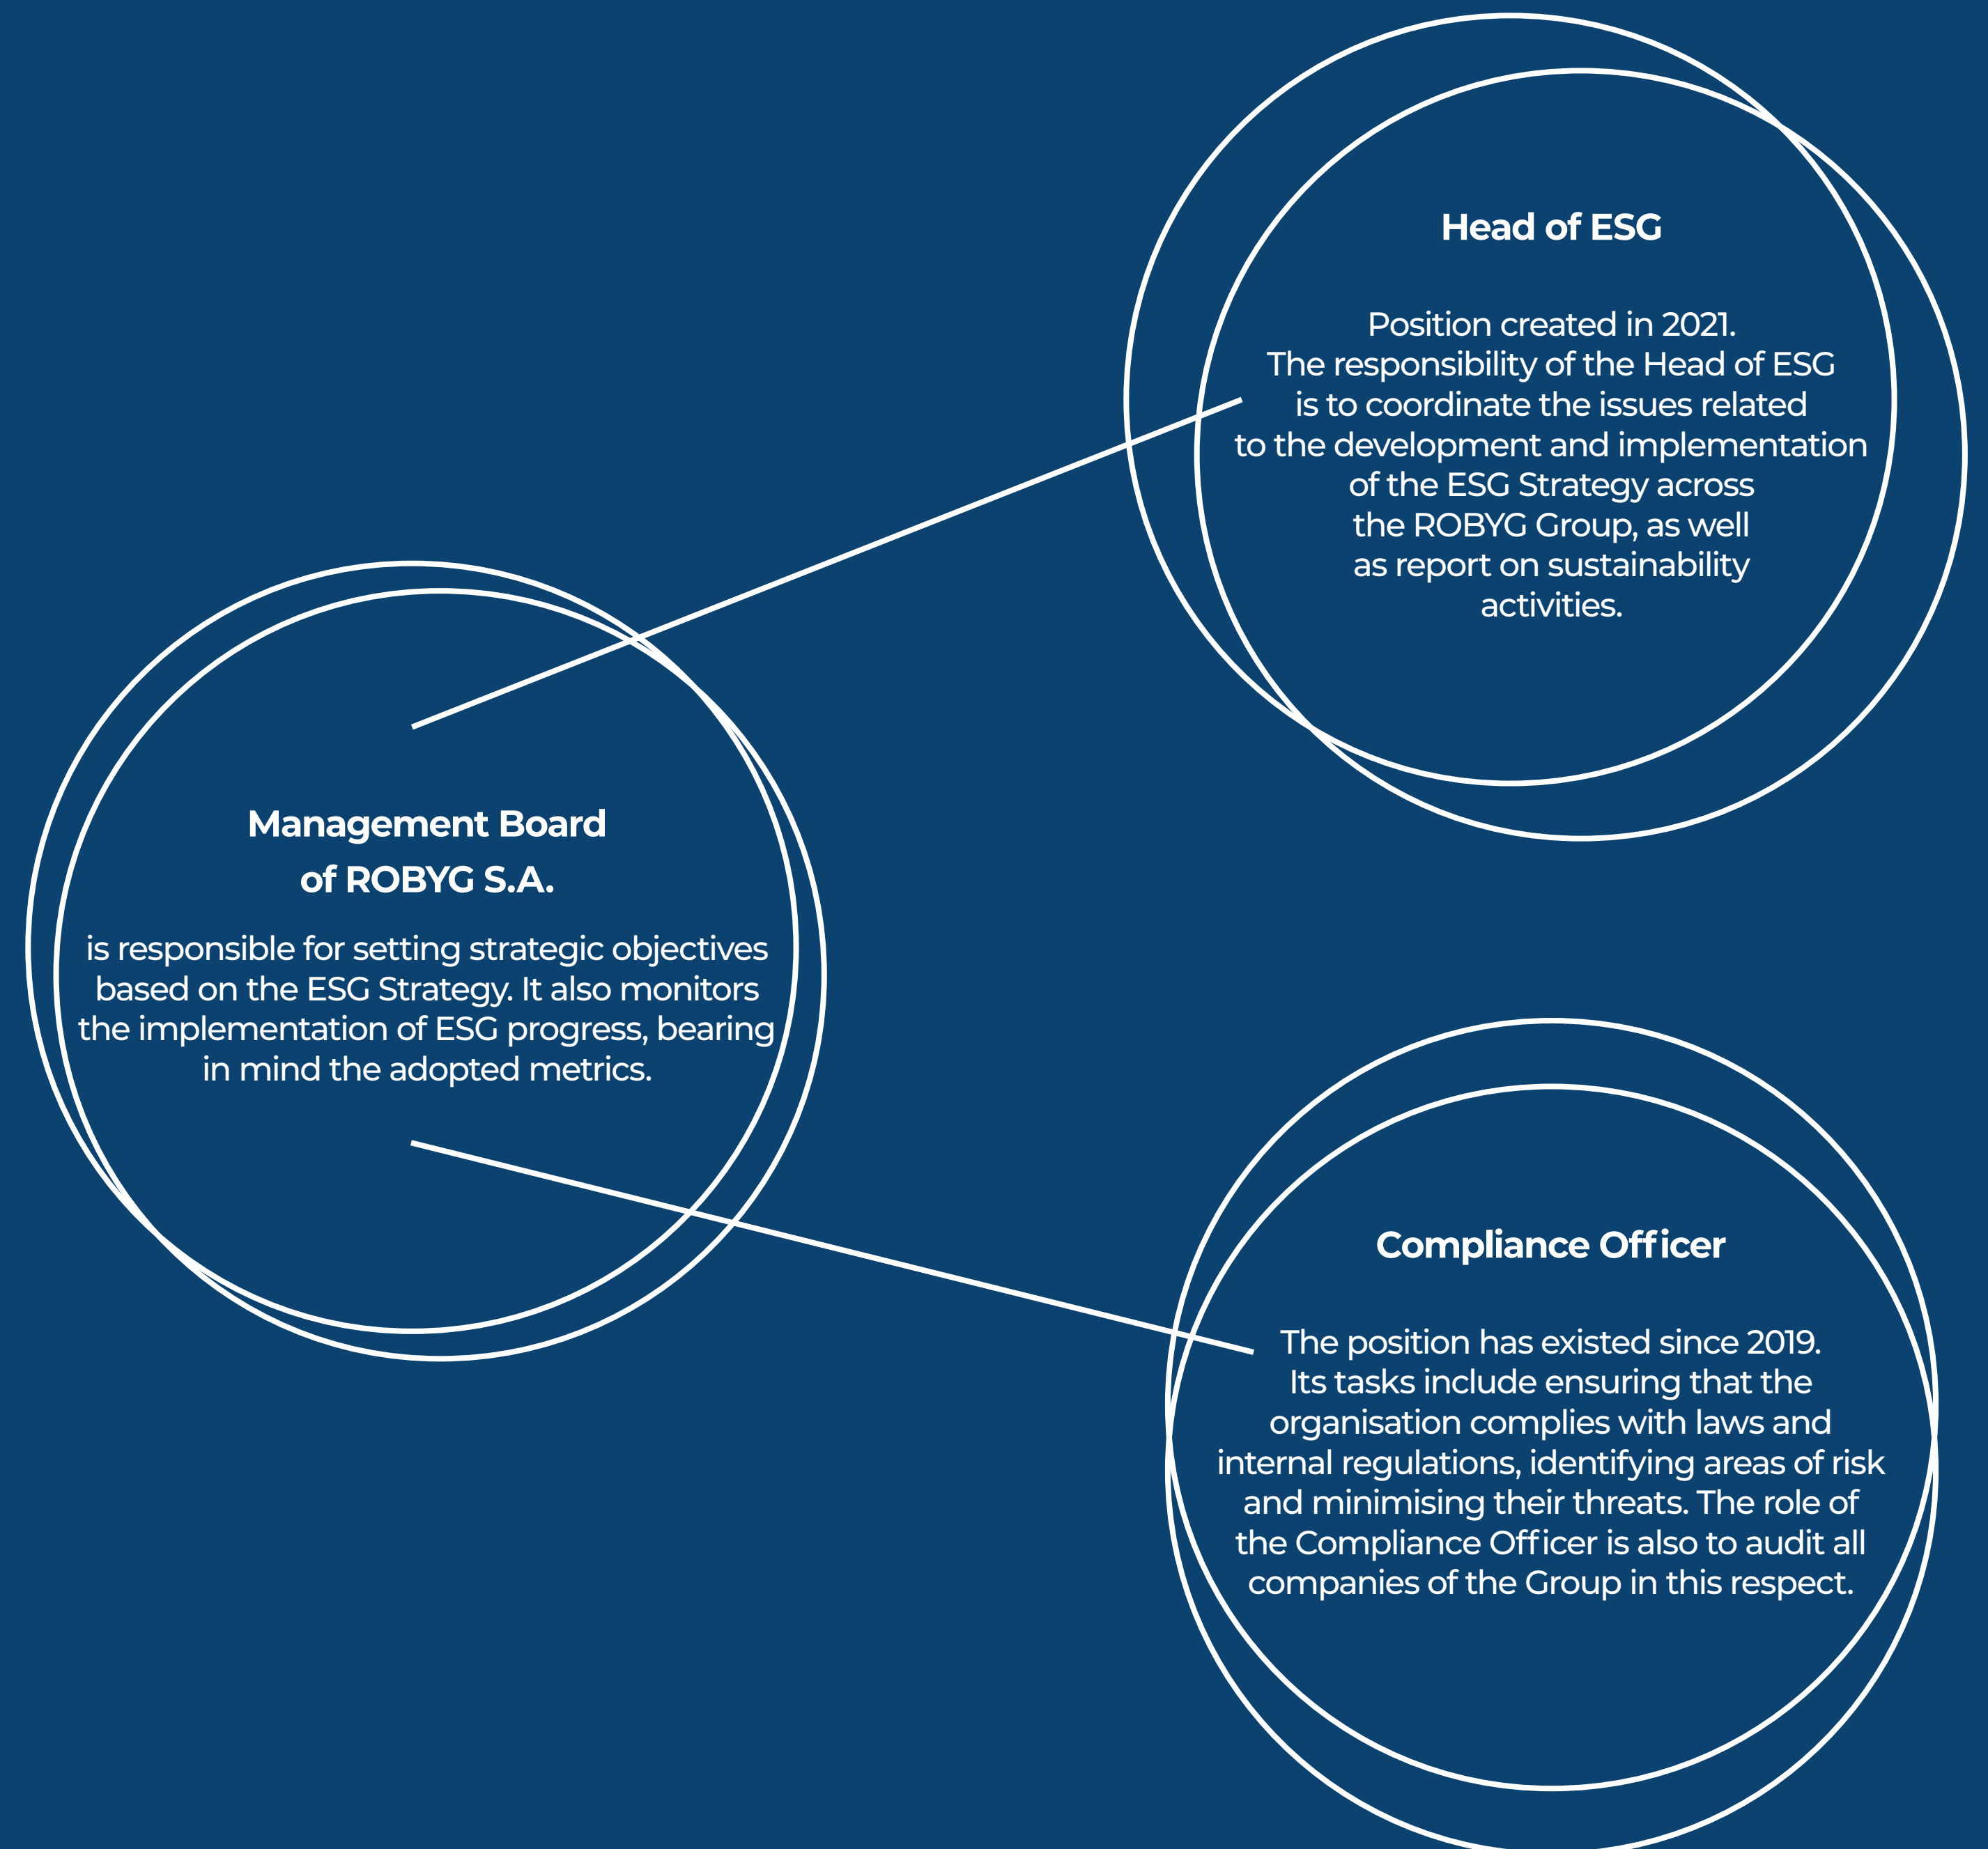 Head of ESG
Position created in 2021.
The responsibility of the Head of ESG
is to coordinate the issues related
to the development and implementation
of the ESG Strategy across
the ROBYG Group, as well
as report on sustainability
activities.
Management Board
of ROBYG S.A.
is responsible for setting strategic objectives
based on the ESG Strategy. It also monitors
the implementation of ESG progress, bearing
in mind the adopted metrics.
Compliance Officer
The position has existed since 2019.
Its tasks include ensuring that the
organisation complies with laws and
internal regulations, identifying areas of risk
and minimising their threats. The role of
the Compliance Officer is also to audit all
companies of the Group in this respect.